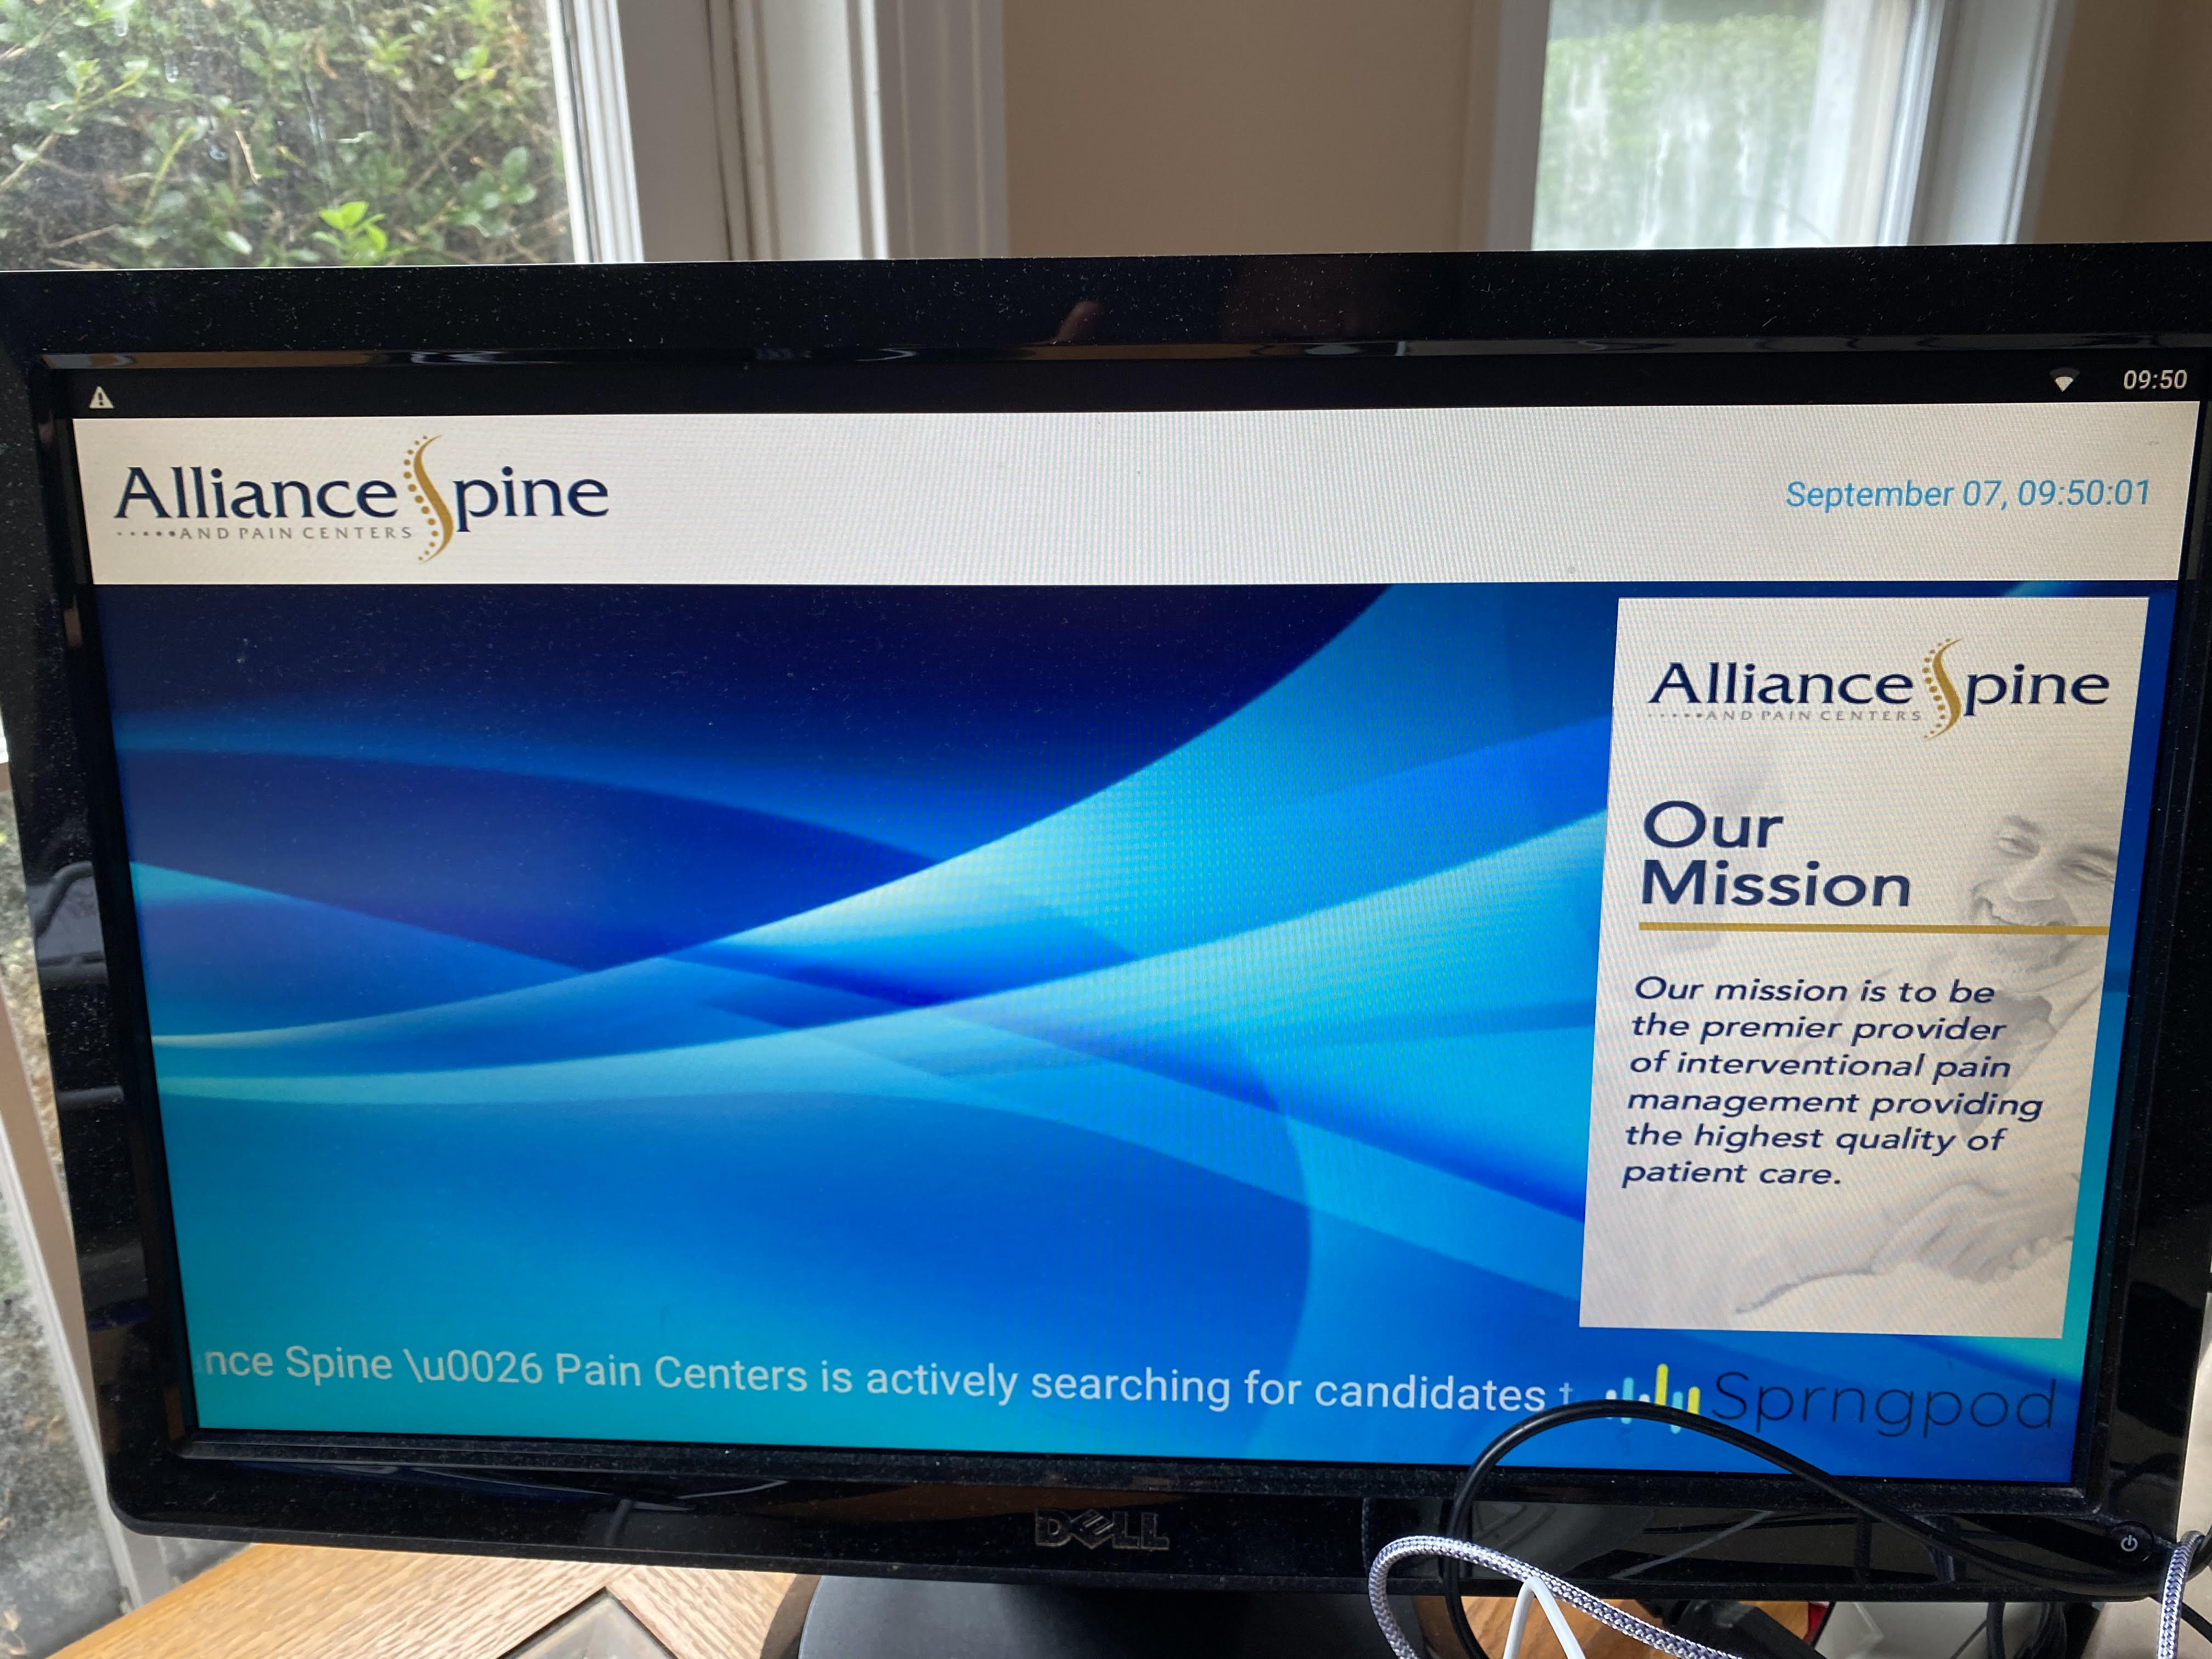 09:50
Alliance Spine
AND PAIN CENTERS
September 07, 09:50:01
Alliance Spine
AND PAIN CENTERS
Our
Mission
Our mission is to be
the premier provider
of interventional pain
management providing
the highest quality of
patient care.
nce Spine \u0026 Pain Centers is actively searching for candidates t
Sprngpod
DELL